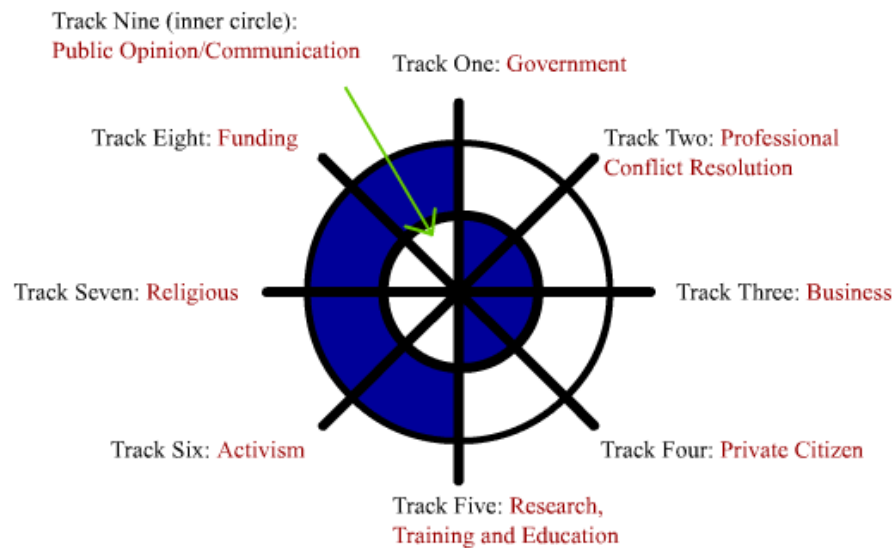 Track Nine (inner circle):
Public Opinion/Communication
Track One: Government
Track Eight: Funding
Track Two: Professional
Conflict Resolution
Track Seven: Religious
Track Three: Business
Track Six: Activism
Track Four: Private Citizen
Track Five: Research,
Training and Education